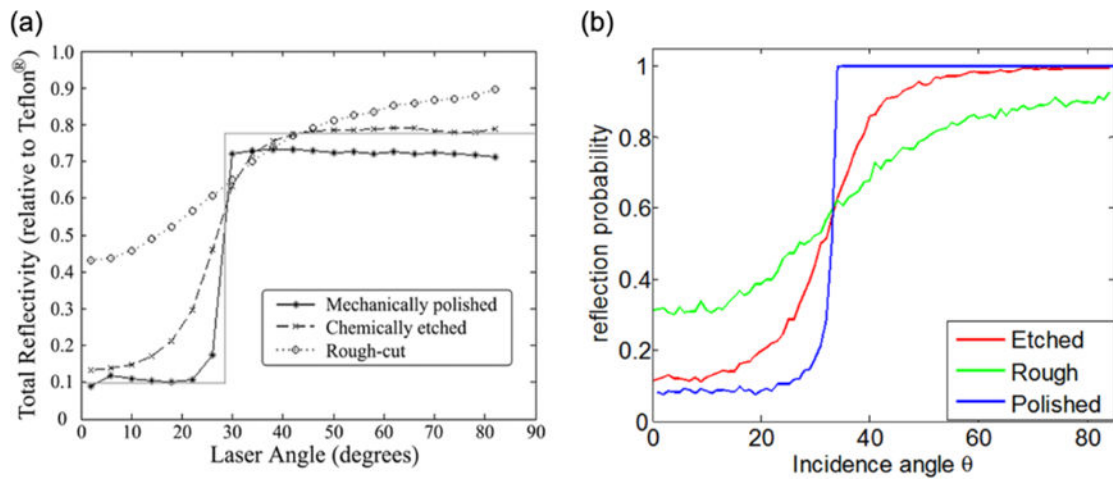 (a)
Total Reflectivity (relative to Teflon®)
1.0
0.9
0.8
0.7
0.6
0.5
0.4
0.3
0.2
0.1
0
Mechanically polished
Chemically etched
Rough-cut
0 10 20 30 40 50 60 70 80 90
Laser Angle (degrees)
(b)
reflection probability
1
0.8
0.6
0.4
0.2
0
Etched
Rough
Polished
0 20 40 60 80
Incidence angle θ